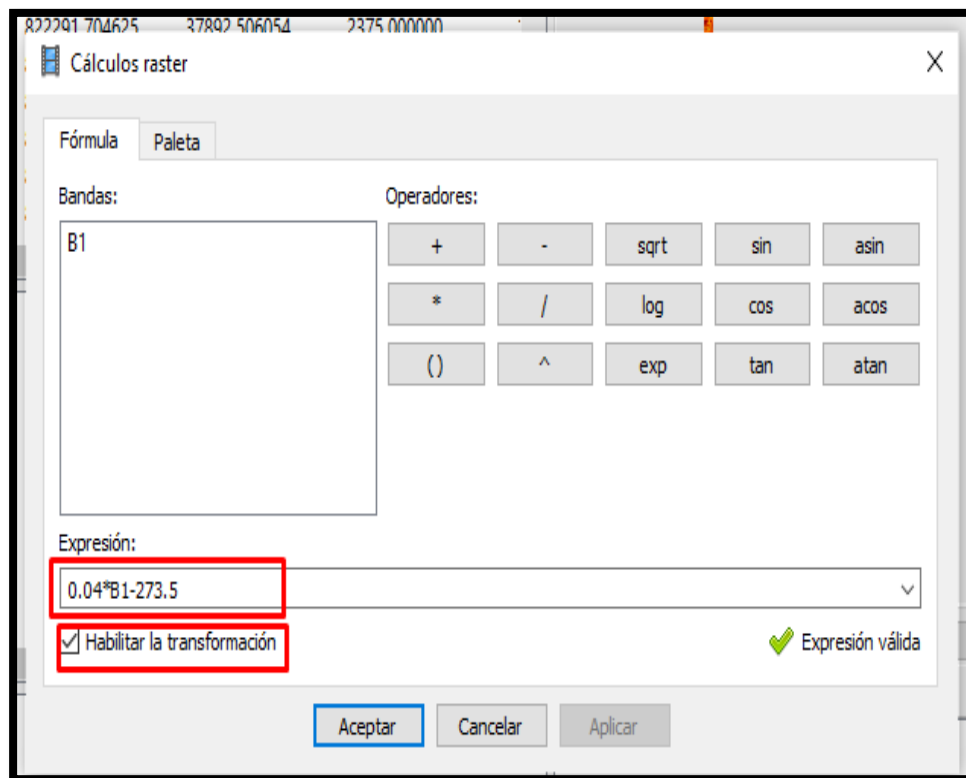 822291.704625 37892.506054 2375.000000
Cálculos raster
Fórmula Paleta
Bandas: Operadores:
B1
+ - sqrt sin asin
* / log cos acos
() ^ exp tan atan
Expresión:
0.04*B1-273.5
Habilitar la transformación Expresión válida
Aceptar Cancelar Aplicar